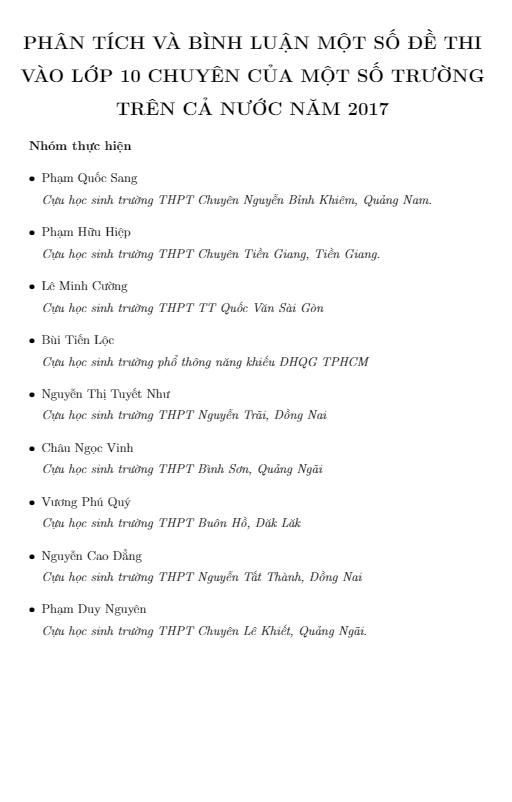 PHÂN TÍCH VÀ BÌNH LUẬN MỘT SỐ ĐỀ THI
VÀO LỚP 10 CHUYÊN CỦA MỘT SỐ TRƯỜNG
TRÊN CẢ NƯỚC NĂM 2017
Nhóm thực hiện
• Phạm Quốc Sang
Cựu học sinh trường THPT Chuyên Nguyễn Bỉnh Khiêm, Quảng Nam.
• Phạm Hữu Hiệp
Cựu học sinh trường THPT Chuyên Tiền Giang, Tiền Giang.
• Lê Minh Cường
Cựu học sinh trường THPT TT Quốc Văn Sài Gòn
• Bùi Tiến Lộc
Cựu học sinh trường phổ thông năng khiếu ĐHQG TPHCM
• Nguyễn Thị Tuyết Như
Cựu học sinh trường THPT Nguyễn Trãi, Đồng Nai
• Châu Ngọc Vinh
Cựu học sinh trường THPT Bình Sơn, Quảng Ngãi
• Vương Phú Quý
Cựu học sinh trường THPT Buôn Hồ, Đăk Lăk
• Nguyễn Cao Đẳng
Cựu học sinh trường THPT Nguyễn Tất Thành, Đồng Nai
• Phạm Duy Nguyên
Cựu học sinh trường THPT Chuyên Lê Khiết, Quảng Ngãi.